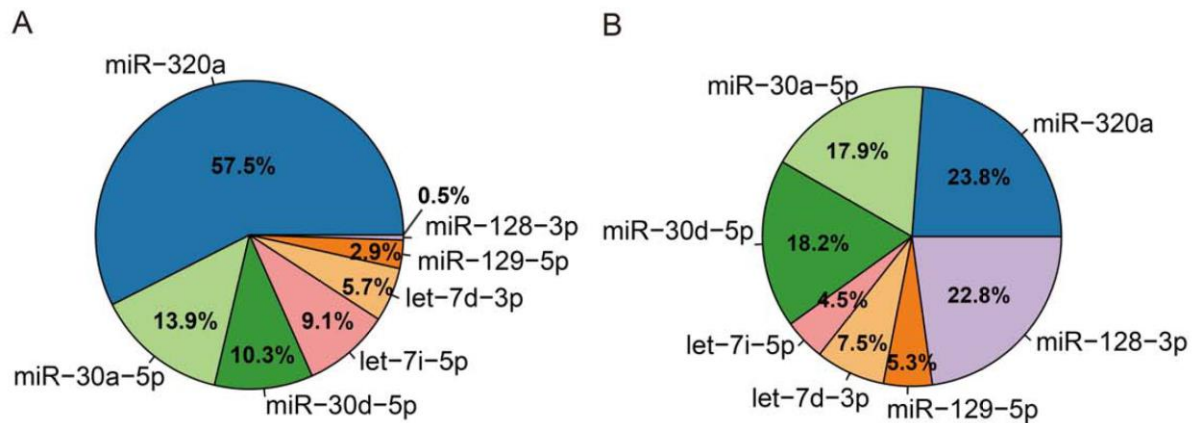 A
miR−320a
57.5%
0.5%
miR−128−3p
2.9%
miR−129−5p
5.7%
let−7d−3p
9.1%
let−7i−5p
10.3%
miR−30d−5p
13.9%
miR−30a−5p
B
miR−30a−5p
17.9%
miR−320a
23.8%
miR−30d−5p
18.2%
22.8%
miR−128−3p
4.5%
let−7i−5p
7.5%
let−7d−3p
5.3%
miR−129−5p